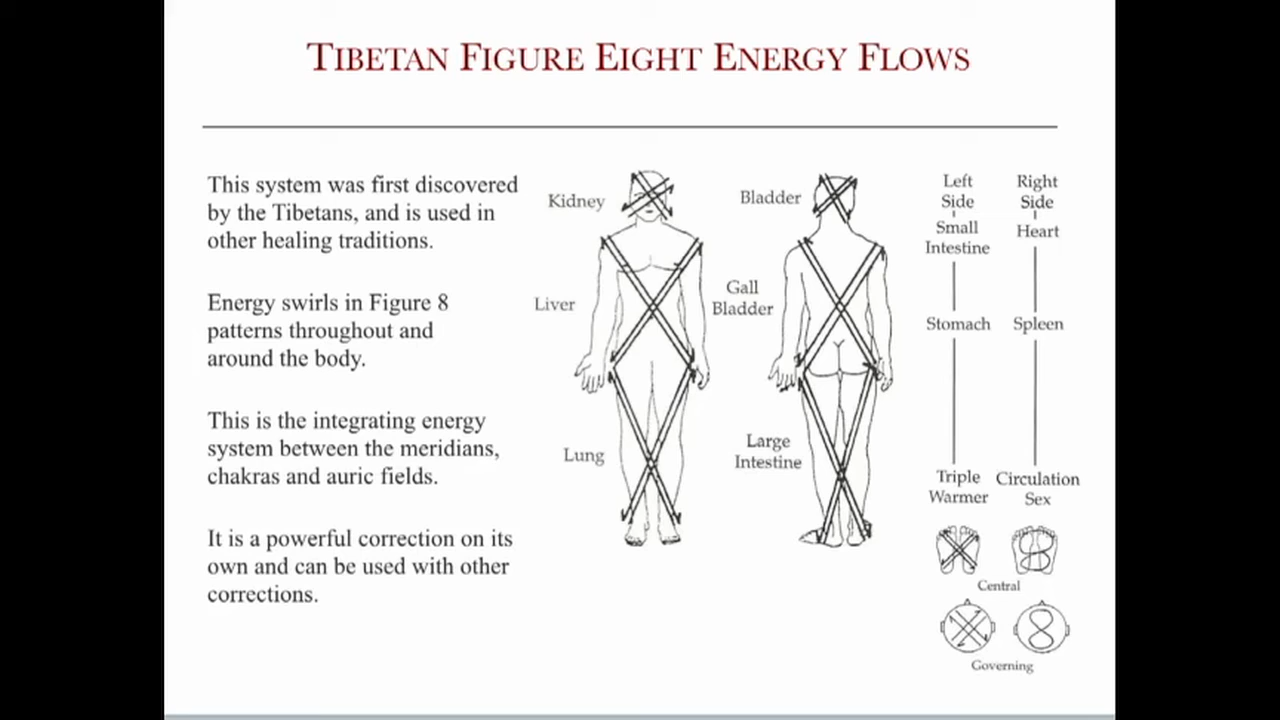 TIBETAN FIGURE EIGHT ENERGY FLOWS
This system was first discovered
by the Tibetans, and is used in
other healing traditions.
Energy swirls in Figure 8
patterns throughout and
around the body.
This is the integrating energy
system between the meridians,
chakras and auric fields.
It is a powerful correction on its
own and can be used with other
corrections.
Kidney
Liver
Lung
Bladder
Gall
Bladder
Large
Intestine
Left
Side
Small
Intestine
Stomach
Triple
Warmer
Right
Side
Heart
Spleen
Circulation
Sex
Central
Governing